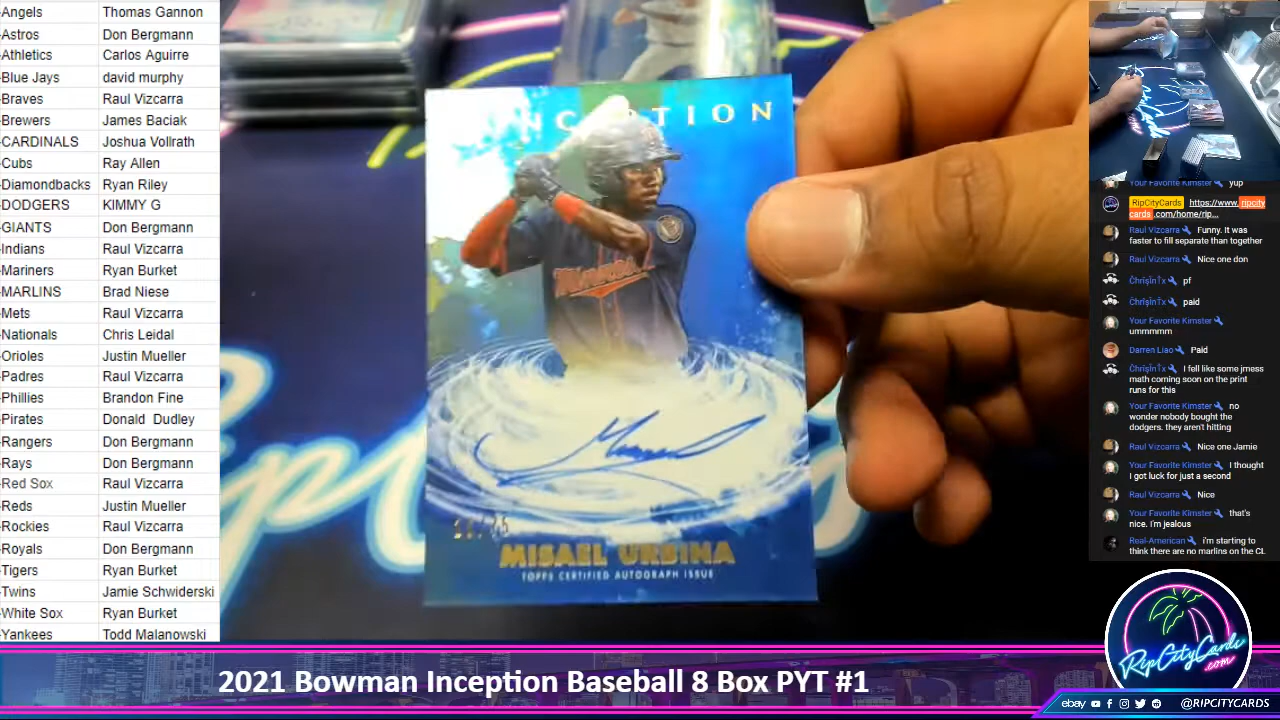 -Angels Thomas Gannon
-Astros Don Bergmann
-Athletics Carlos Aguirre
-Blue Jays david murphy
-Braves Raul Vizcarra
-Brewers James Baciak
-CARDINALS Joshua Vollrath
-Cubs Ray Allen
-Diamondbacks Ryan Riley
-DODGERS KIMMY G
-GIANTS Don Bergmann
-Indians Raul Vizcarra
-Mariners Ryan Burket
-MARLINS Brad Niese
-Mets Raul Vizcarra
-Nationals Chris Leidal
-Orioles Justin Mueller
-Padres Raul Vizcarra
-Phillies Brandon Fine
-Pirates Donald Dudley
-Rangers Don Bergmann
-Rays Don Bergmann
-Red Sox Raul Vizcarra
-Reds Justin Mueller
-Rockies Raul Vizcarra
-Royals Don Bergmann
-Tigers Ryan Burket
-Twins Jamie Schwiderski
-White Sox Ryan Burket
-Yankees Todd Malanowski
INCEPTION
MISAEL URBINA
TOPPS CERTIFIED AUTOGRAPH ISSUE
Your Favorite Kimster yup
RipCityCards https://www.ripcity
cards.com/home/rip...
Raul Vizcarra Funny. It was
faster to fill separate than together
Raul Vizcarra Nice one don
pf
paid
Your Favorite Kimster
ummmmm
Darren Liao Paid
I fell like some jmess
math coming soon on the print
runs for this
Your Favorite Kimster no
wonder nobody bought the
dodgers. they aren't hitting
Raul Vizcarra Nice one Jamie
Your Favorite Kimster I thought
I got luck for just a second
Raul Vizcarra Nice
Your Favorite Kimster that's
nice. i'm jealous
Real-American i'm starting to
think there are no marlins on the CL
RipCityCards
.com
2021 Bowman Inception Baseball 8 Box PYT #1
ebay @RIPCITYCARDS